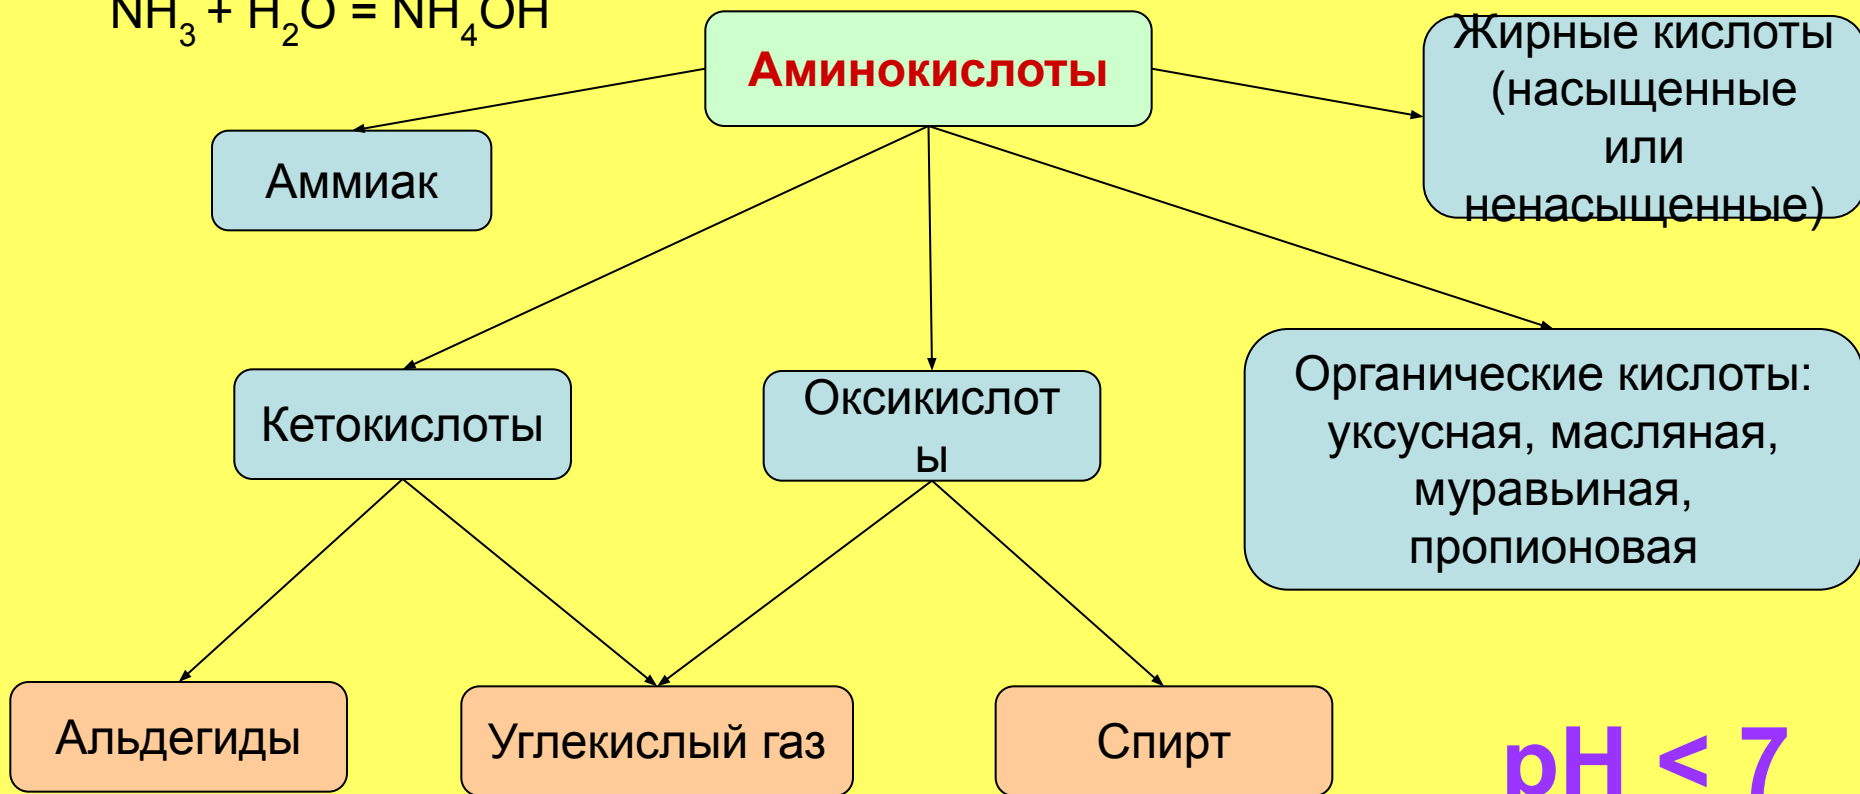 NH3 + H2O = NH4OH
Аминокислоты
Жирные кислоты
(насыщенные
или
ненасыщенные)
Аммиак
Кетокислоты
Оксикислот
ы
Органические кислоты:
уксусная, масляная,
муравьиная,
пропионовая
Альдегиды
Углекислый газ
Спирт
pH < 7